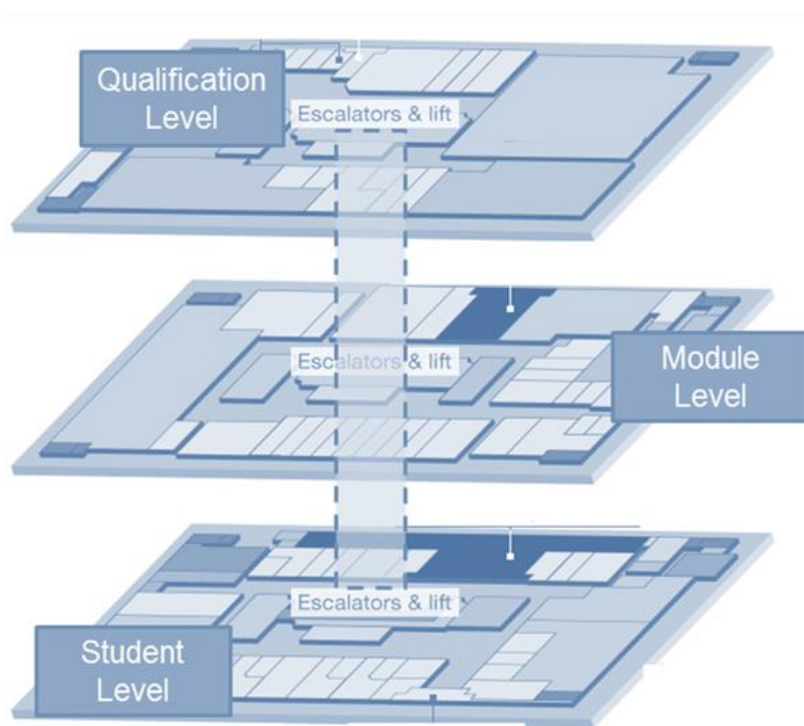 Qualification
Level
Escalators & lift
Escalators & lift
Module
Level
Escalators & lift
Student
Level